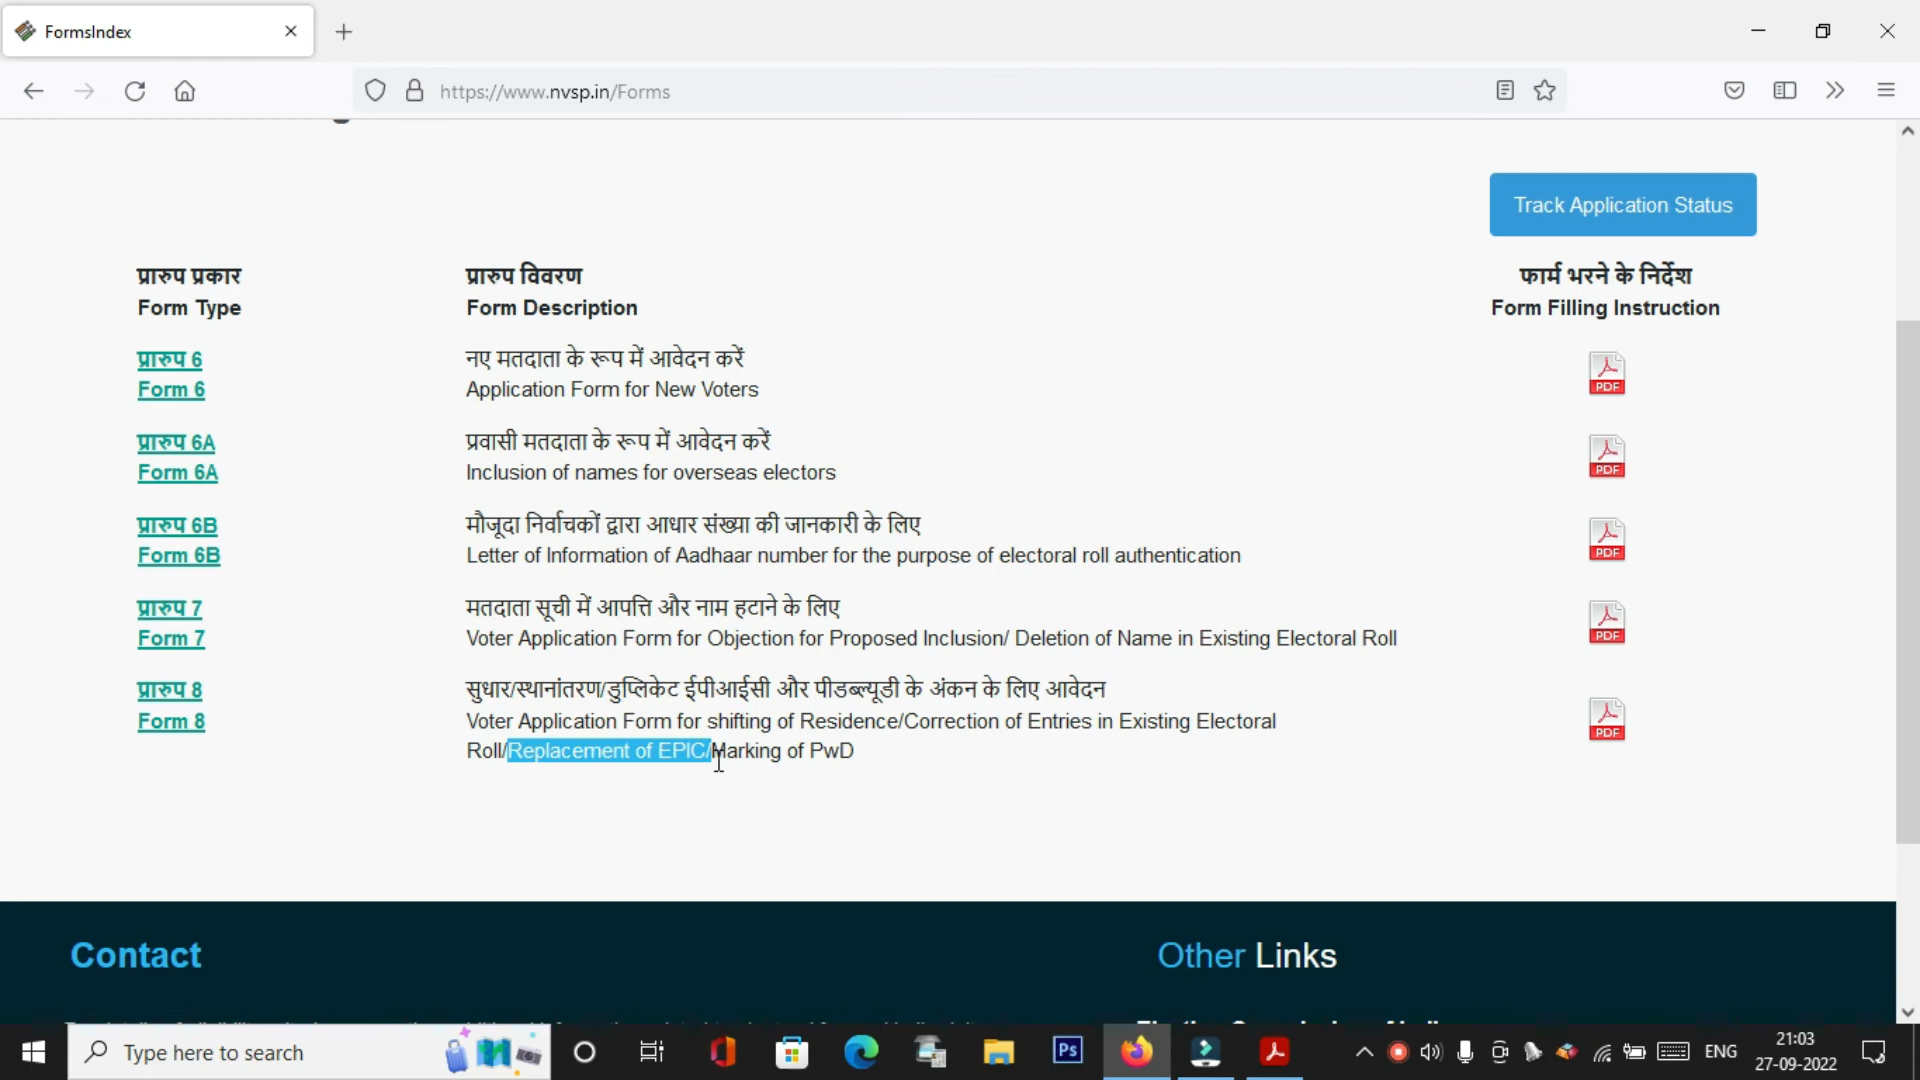 FormsIndex
https://www.nvsp.in/Forms
Track Application Status
प्रारुप प्रकार
Form Type
प्रारुप विवरण
Form Description
फार्म भरने के निर्देश
Form Filling Instruction
प्रारुप 6
Form 6
नए मतदाता के रूप में आवेदन करें
Application Form for New Voters
PDF
प्रारुप 6A
Form 6A
प्रवासी मतदाता के रूप में आवेदन करें
Inclusion of names for overseas electors
PDF
प्रारुप 6B
Form 6B
मौजूदा निर्वाचकों द्वारा आधार संख्या की जानकारी के लिए
Letter of Information of Aadhaar number for the purpose of electoral roll authentication
PDF
प्रारुप 7
Form 7
मतदाता सूची में आपत्ति और नाम हटाने के लिए
Voter Application Form for Objection for Proposed Inclusion/ Deletion of Name in Existing Electoral Roll
PDF
प्रारुप 8
Form 8
सुधार/स्थानांतरण/डुप्लिकेट ईपीआईसी और पीडब्ल्यूडी के अंकन के लिए आवेदन
Voter Application Form for shifting of Residence/Correction of Entries in Existing Electoral
Roll/Replacement of EPIC/Marking of PwD
PDF
Contact
Other Links
Type here to search
Ps
ENG
21:03
27-09-2022